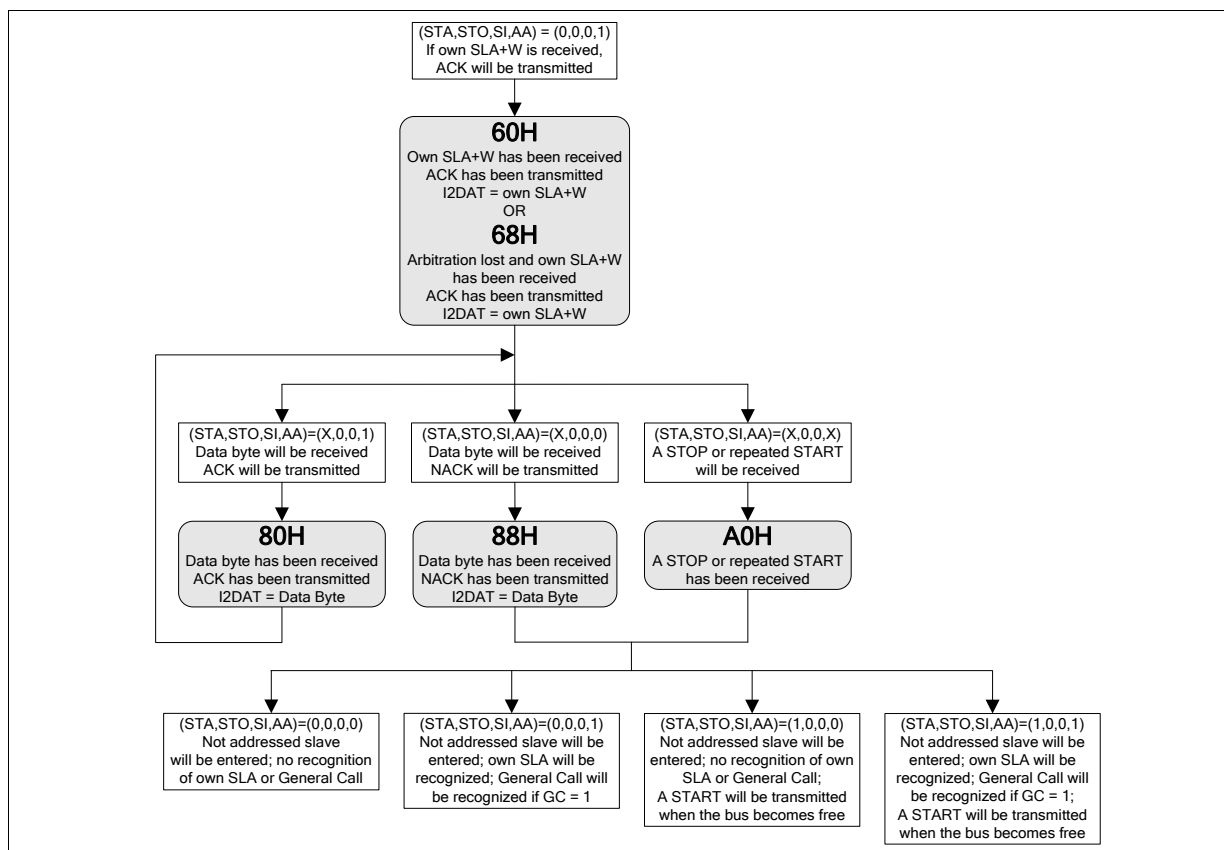 (STA,STO,SI,AA) = (0,0,0,1)
If own SLA+W is received,
ACK will be transmitted
60H
Own SLA+W has been received
ACK has been transmitted
I2DAT = own SLA+W
OR
68H
Arbitration lost and own SLA+W
has been received
ACK has been transmitted
I2DAT = own SLA+W
(STA,STO,SI,AA)=(X,0,0,1)
Data byte will be received
ACK will be transmitted
(STA,STO,SI,AA)=(X,0,0,0)
Data byte will be received
NACK will be transmitted
(STA,STO,SI,AA)=(X,0,0,X)
A STOP or repeated START
will be received
80H
Data byte has been received
ACK has been transmitted
I2DAT = Data Byte
88H
Data byte has been received
NACK has been transmitted
I2DAT = Data Byte
A0H
A STOP or repeated START
has been received
(STA,STO,SI,AA)=(0,0,0,0)
Not addressed slave
will be entered; no recognition
of own SLA or General Call
(STA,STO,SI,AA)=(0,0,0,1)
Not addressed slave will be
entered; own SLA will be
recognized; General Call will
be recognized if GC = 1
(STA,STO,SI,AA)=(1,0,0,0)
Not addressed slave will be
entered; no recognition of own
SLA or General Call;
A START will be transmitted
when the bus becomes free
(STA,STO,SI,AA)=(1,0,0,1)
Not addressed slave will be
entered; own SLA will be
recognized; General Call will
be recognized if GC = 1;
A START will be transmitted
when the bus becomes free